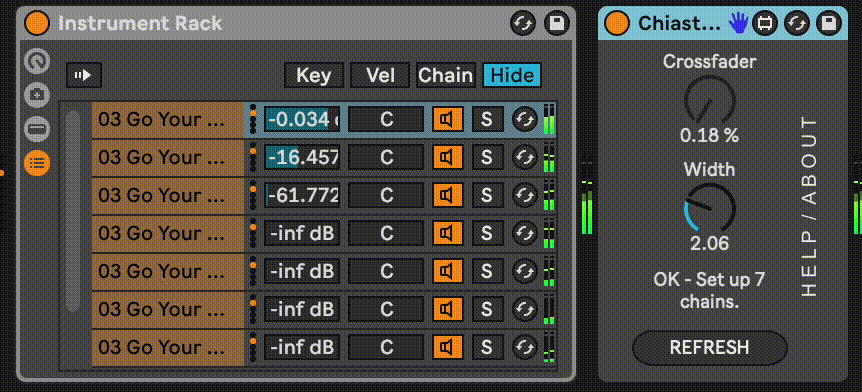 Instrument Rack
Key Vel Chain Hide
03 Go Your ... -0.034 C S
03 Go Your ... -16.457 C S
03 Go Your ... -61.772 C S
03 Go Your ... -inf dB C S
03 Go Your ... -inf dB C S
03 Go Your ... -inf dB C S
03 Go Your ... -inf dB C S
Chiast...
Crossfader
0.18 %
Width
2.06
OK - Set up 7
chains.
REFRESH
HELP / ABOUT